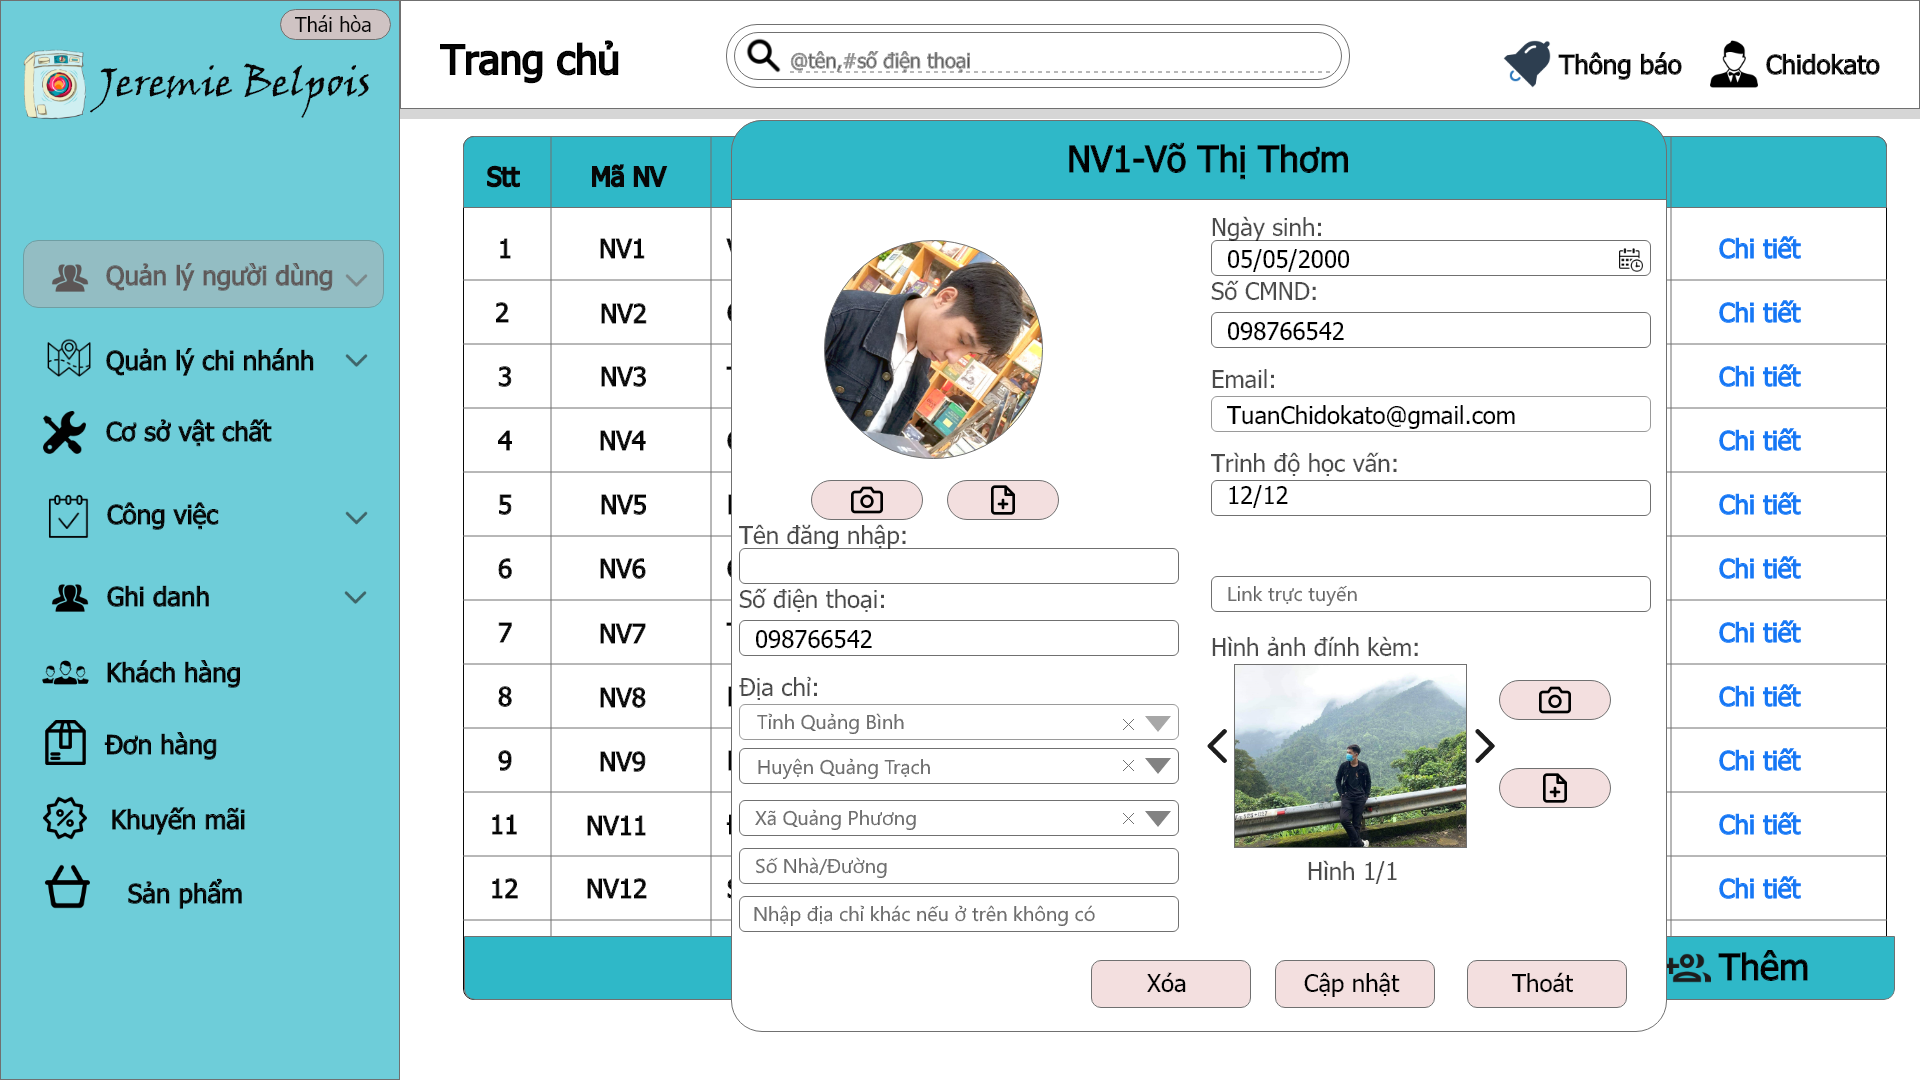 Thái hòa
Jeremie Belpois
Trang chủ
@tên,#số điện thoại
Thông báo
Chidokato
Quản lý người dùng
Quản lý chi nhánh
Cơ sở vật chất
Công việc
Ghi danh
Khách hàng
Đơn hàng
Khuyến mãi
Sản phẩm
Stt Mã NV
1 NV1 Chi tiết
2 NV2 Chi tiết
3 NV3 Chi tiết
4 NV4 Chi tiết
5 NV5 Chi tiết
6 NV6 Chi tiết
7 NV7 Chi tiết
8 NV8 Chi tiết
9 NV9 Chi tiết
11 NV11 Chi tiết
12 NV12 Chi tiết
Thêm
NV1-Võ Thị Thơm
Tên đăng nhập:
Số điện thoại:
098766542
Địa chỉ:
Tỉnh Quảng Bình
Huyện Quảng Trạch
Xã Quảng Phương
Số Nhà/Đường
Nhập địa chỉ khác nếu ở trên không có
Ngày sinh:
05/05/2000
Số CMND:
098766542
Email:
TuanChidokato@gmail.com
Trình độ học vấn:
12/12
Link trực tuyến
Hình ảnh đính kèm:
Hình 1/1
Xóa
Cập nhật
Thoát